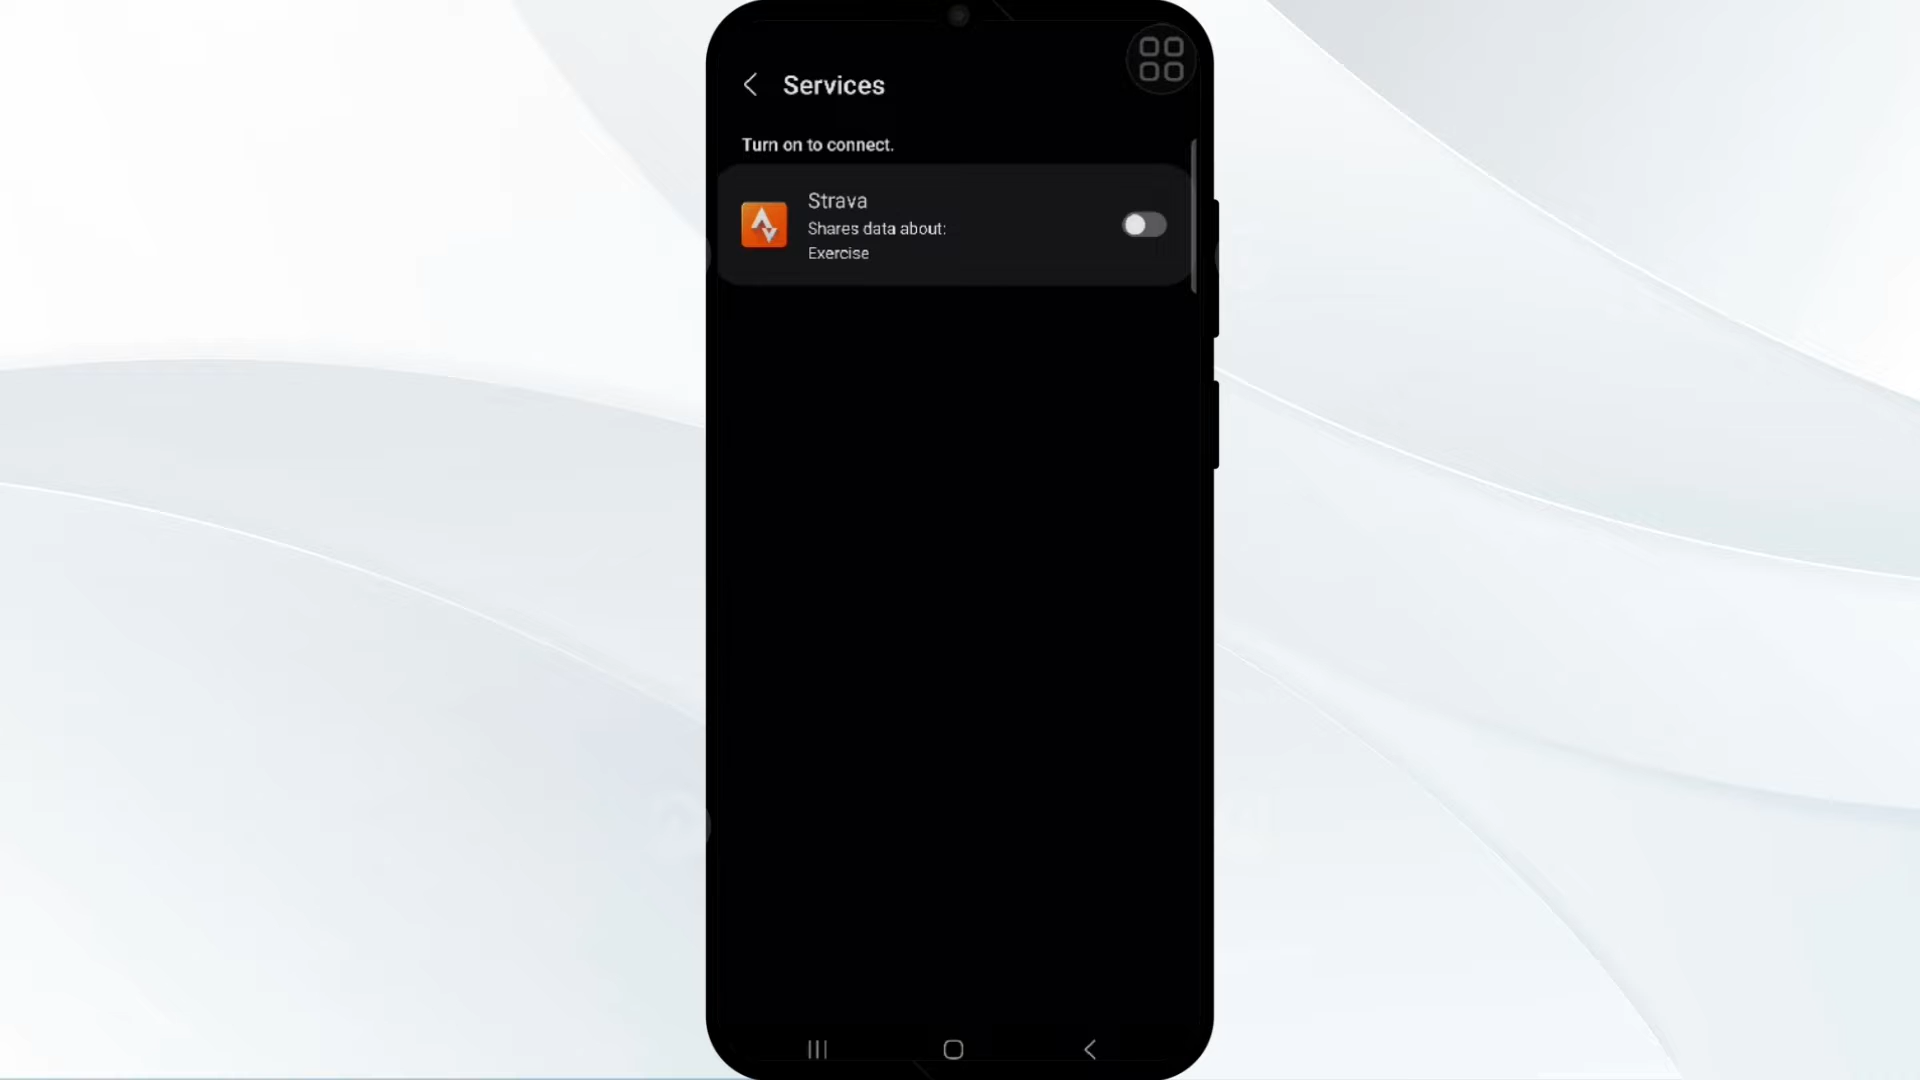 Services
Turn on to connect.
Strava
Shares data about:
Exercise